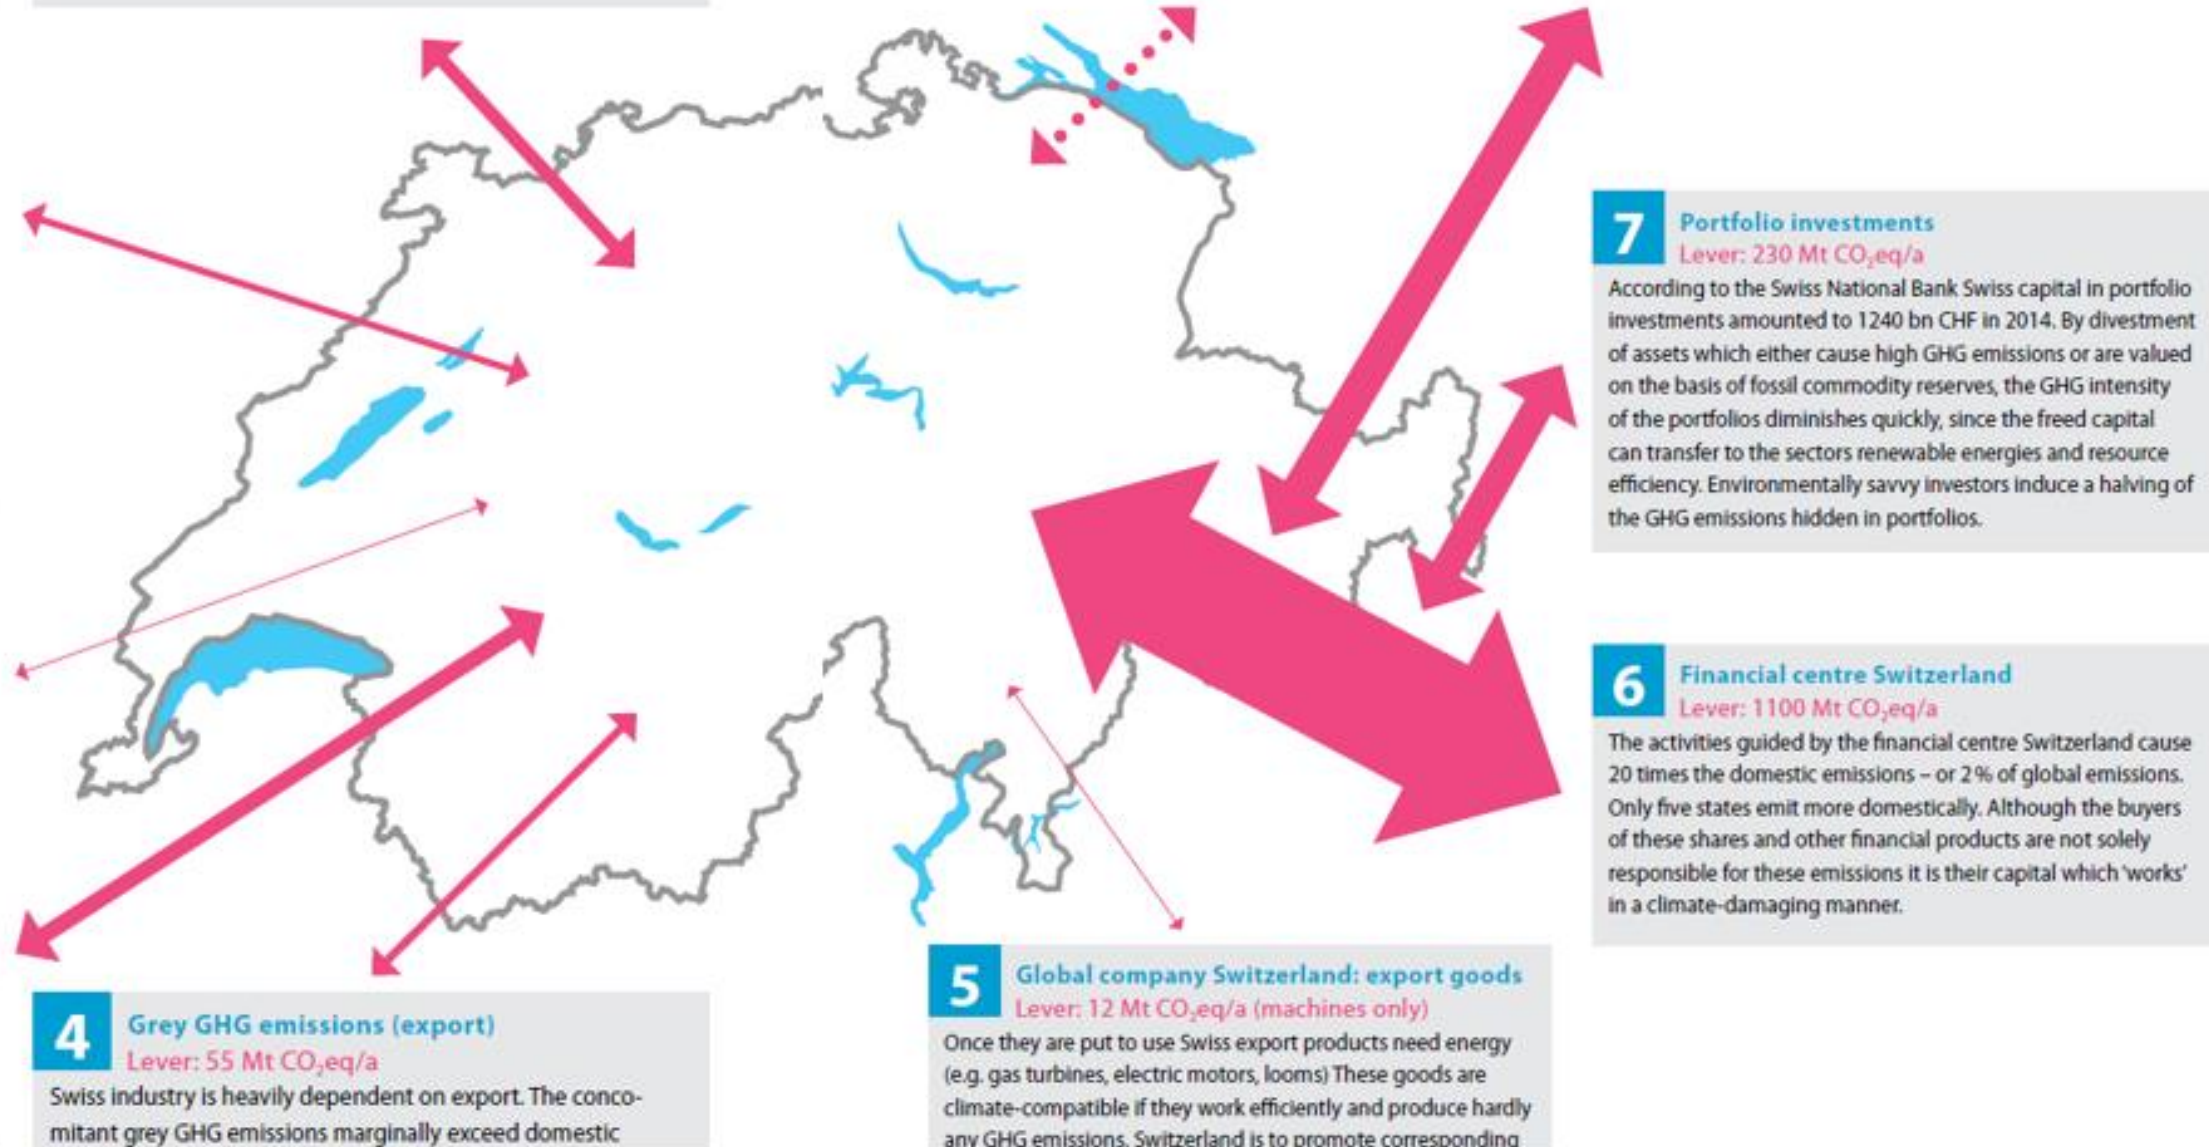 7
Portfolio investments
Lever: 230 Mt CO₂eq/a
According to the Swiss National Bank Swiss capital in portfolio
investments amounted to 1240 bn CHF in 2014. By divestment
of assets which either cause high GHG emissions or are valued
on the basis of fossil commodity reserves, the GHG intensity
of the portfolios diminishes quickly, since the freed capital
can transfer to the sectors renewable energies and resource
efficiency. Environmentally savvy investors induce a halving of
the GHG emissions hidden in portfolios.
6
Financial centre Switzerland
Lever: 1100 Mt CO₂eq/a
The activities guided by the financial centre Switzerland cause
20 times the domestic emissions – or 2% of global emissions.
Only five states emit more domestically. Although the buyers
of these shares and other financial products are not solely
responsible for these emissions it is their capital which ‘works’
in a climate-damaging manner.
4
Grey GHG emissions (export)
Lever: 55 Mt CO₂eq/a
Swiss industry is heavily dependent on export. The conco-
mitant grey GHG emissions marginally exceed domestic
5
Global company Switzerland: export goods
Lever: 12 Mt CO₂eq/a (machines only)
Once they are put to use Swiss export products need energy
(e.g. gas turbines, electric motors, looms) These goods are
climate-compatible if they work efficiently and produce hardly
any GHG emissions. Switzerland is to promote corresponding